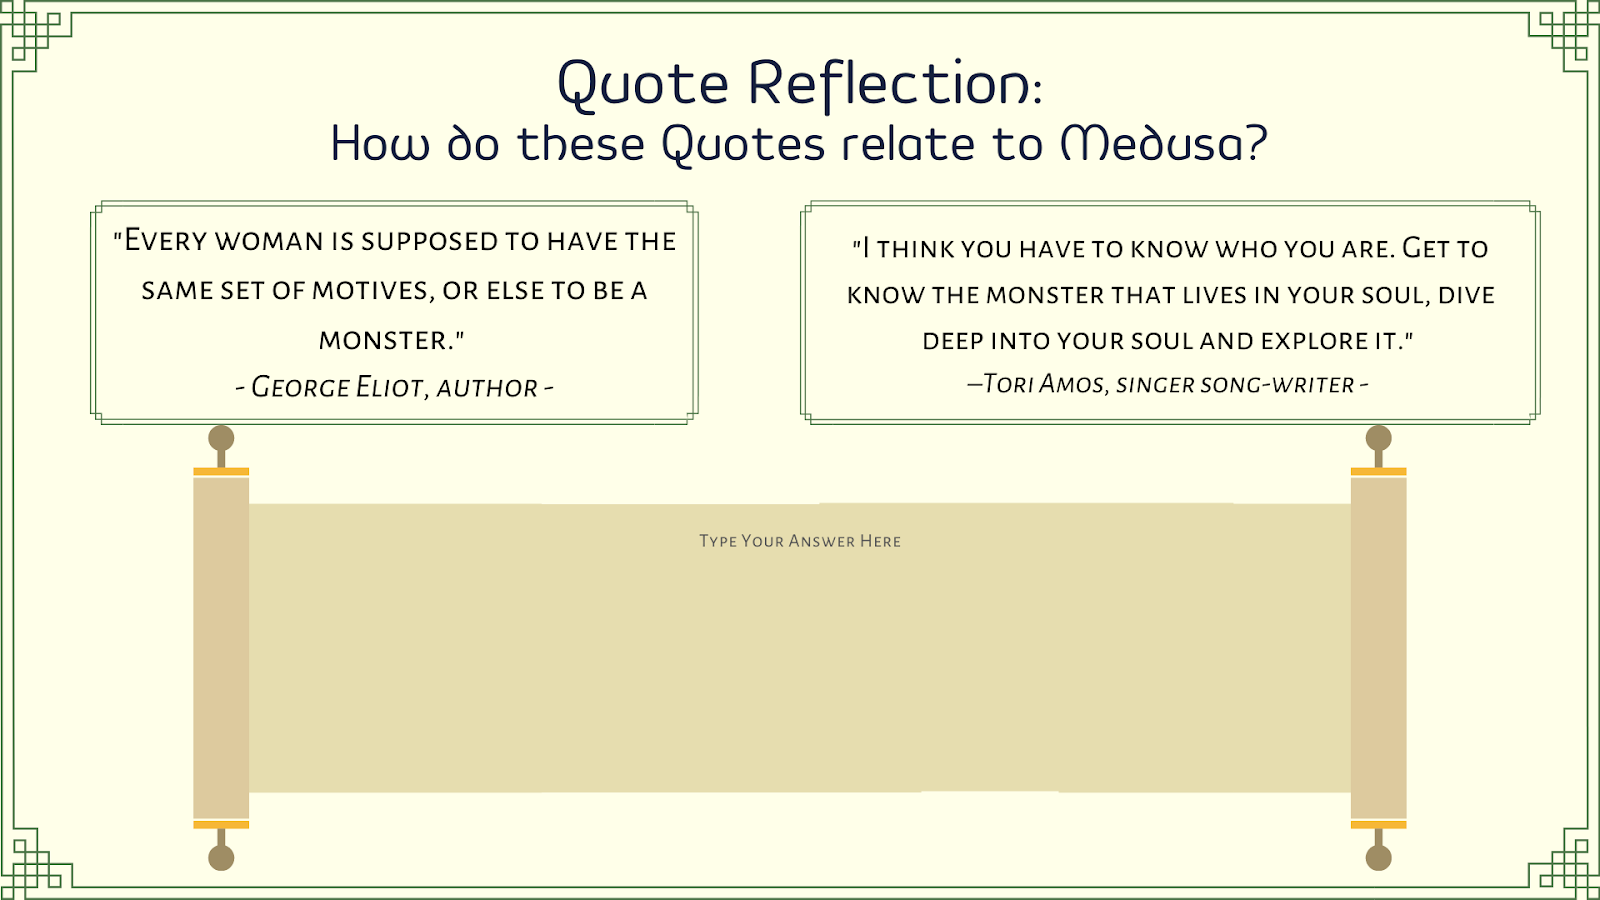 Quote Reflection:
How do these Quotes relate to Medusa?
"Every woman is supposed to have the
same set of motives, or else to be a
monster."
- George Eliot, author -
"I think you have to know who you are. Get to
know the monster that lives in your soul, dive
deep into your soul and explore it."
–Tori Amos, singer song-writer -
Type Your Answer Here